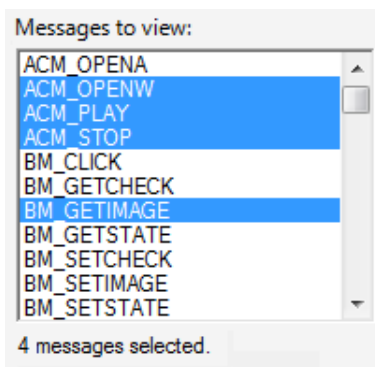 Messages to view:
ACM_OPENA
ACM_OPENW
ACM_PLAY
ACM_STOP
BM_CLICK
BM_GETCHECK
BM_GETIMAGE
BM_GETSTATE
BM_SETCHECK
BM_SETIMAGE
BM_SETSTATE
4 messages selected.